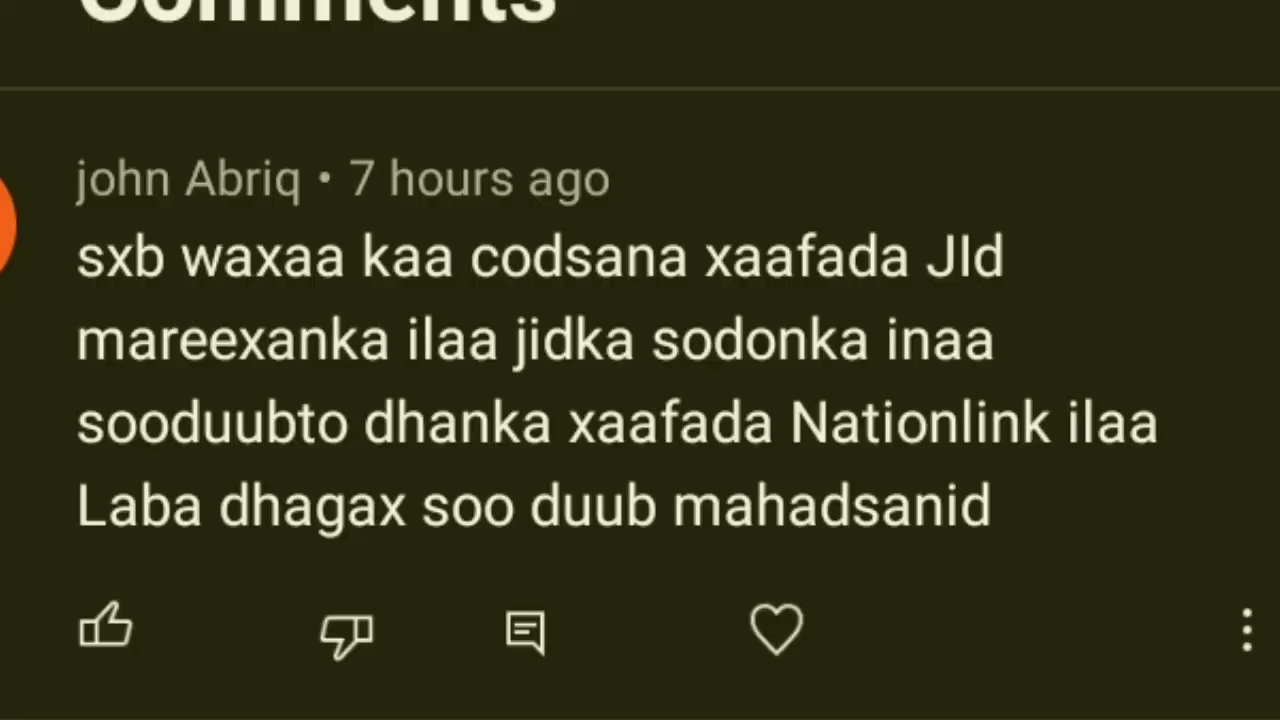 Comments
john Abriq • 7 hours ago
sxb waxaa kaa codsana xaafada JId
mareexanka ilaa jidka sodonka inaa
sooduubto dhanka xaafada Nationlink ilaa
Laba dhagax soo duub mahadsanid